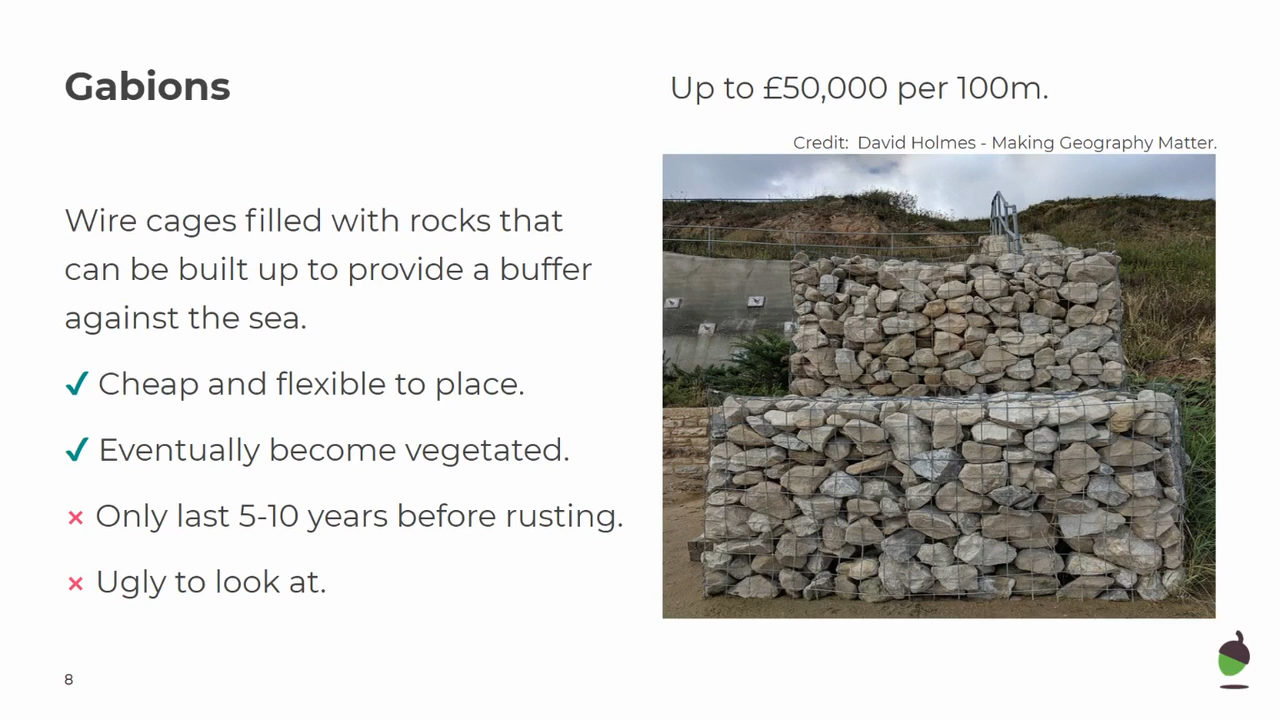 Gabions
Up to £50,000 per 100m.
Credit:  David Holmes - Making Geography Matter.
Wire cages filled with rocks that
can be built up to provide a buffer
against the sea.
✔ Cheap and flexible to place.
✔ Eventually become vegetated.
× Only last 5-10 years before rusting.
× Ugly to look at.
8